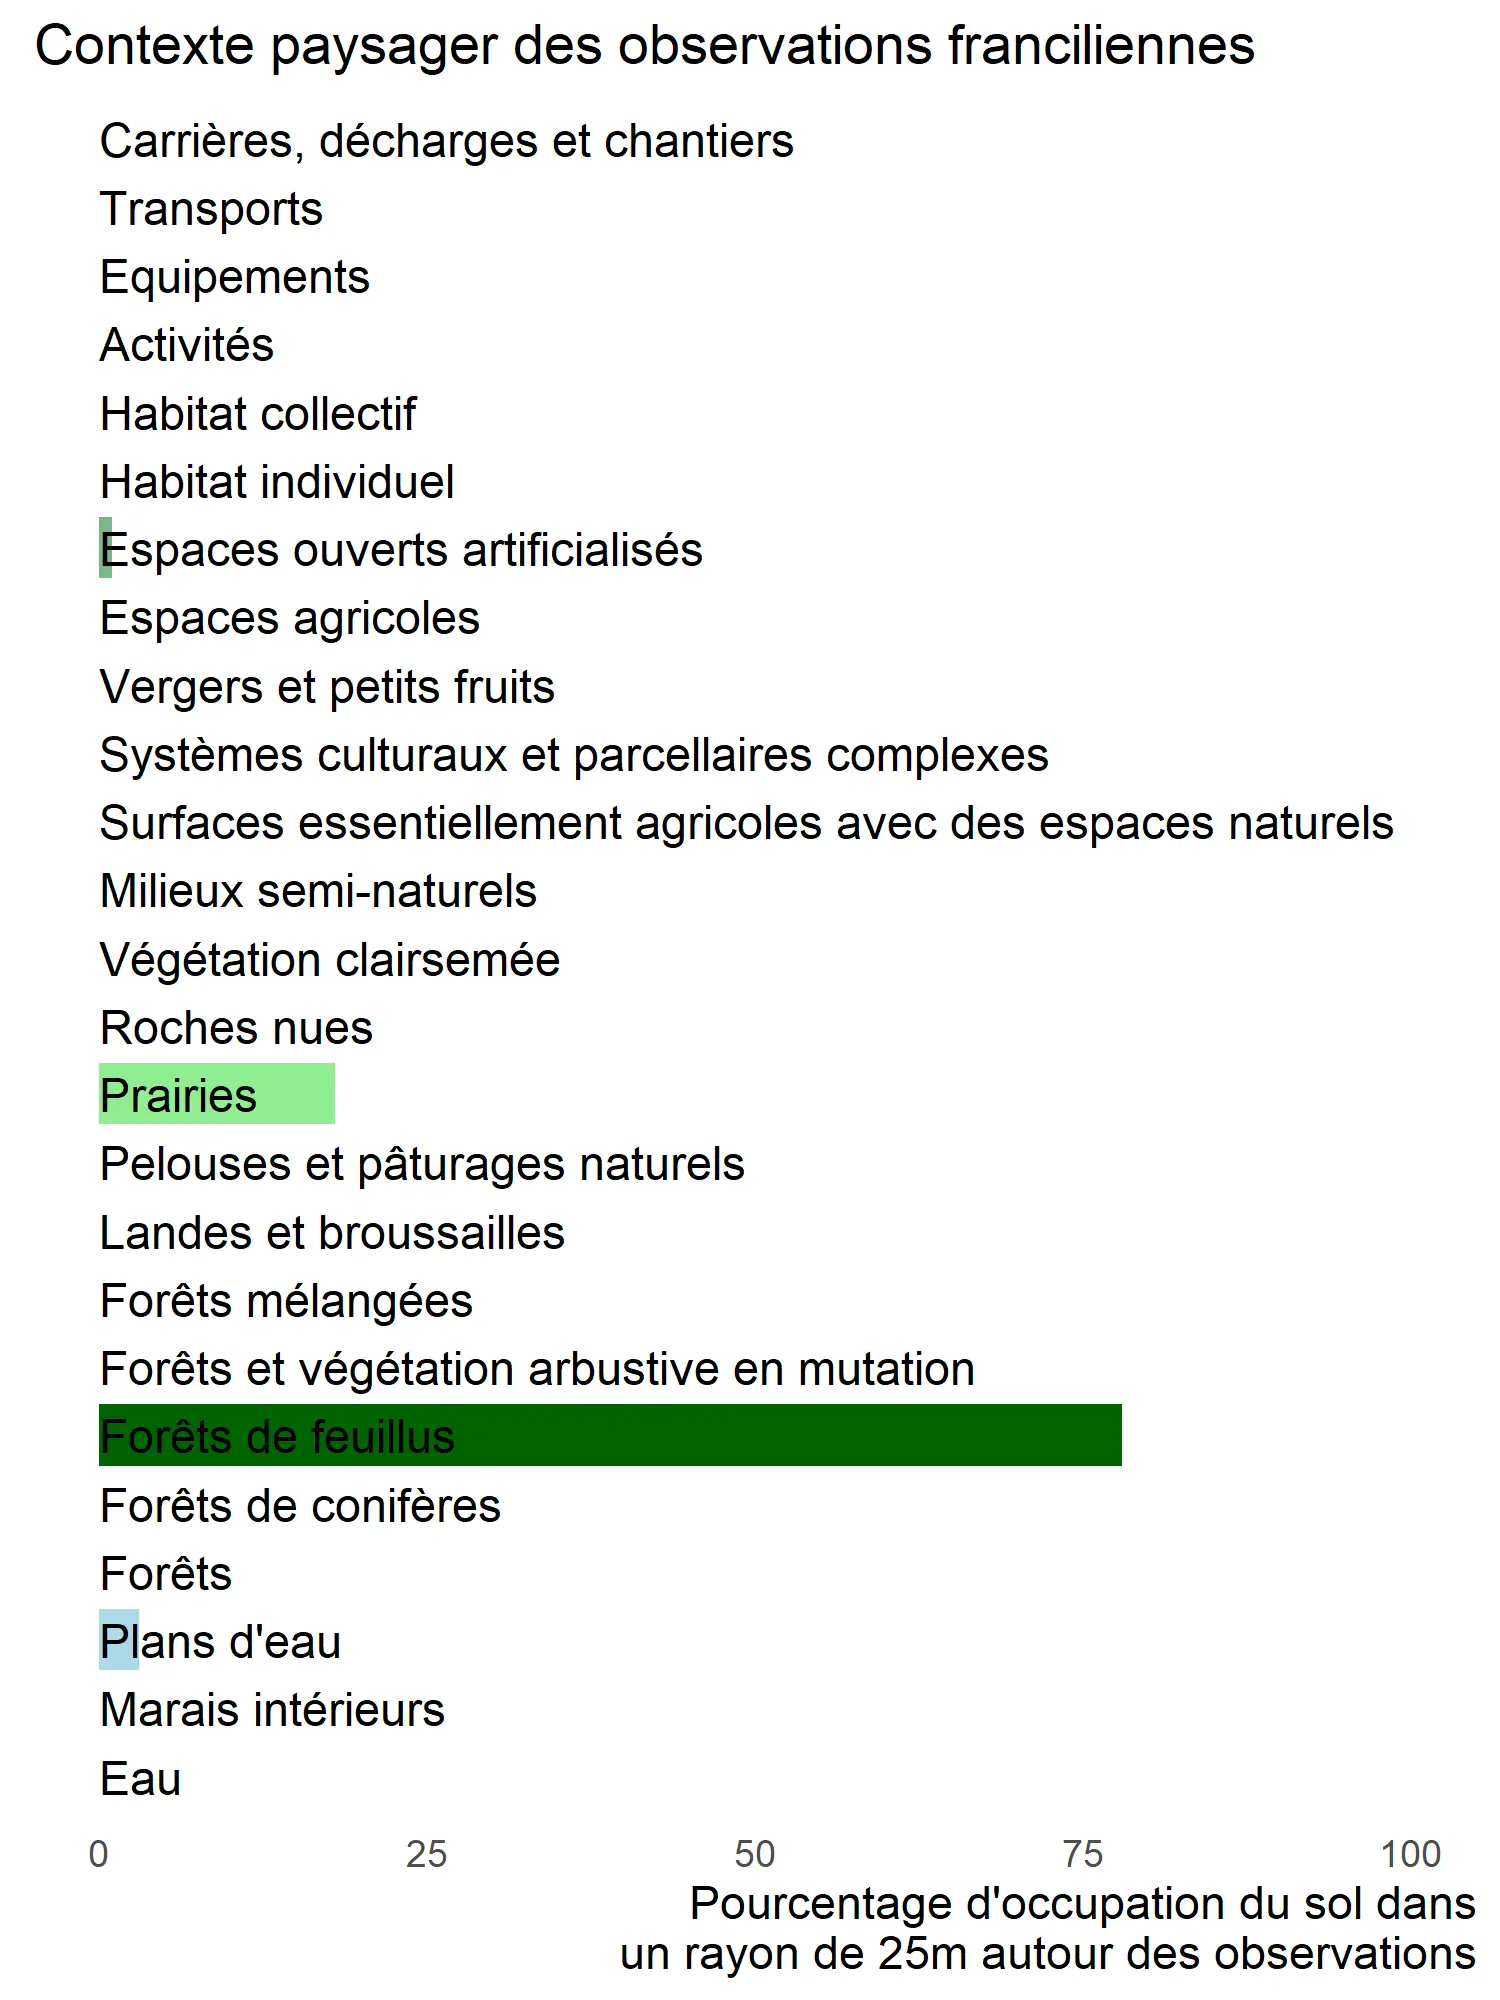 Contexte paysager des observations franciliennes
Carrières, décharges et chantiers
Transports
Equipements
Activités
Habitat collectif
Habitat individuel
Espaces ouverts artificialisés
Espaces agricoles
Vergers et petits fruits
Systèmes culturaux et parcellaires complexes
Surfaces essentiellement agricoles avec des espaces naturels
Milieux semi-naturels
Végétation clairsemée
Roches nues
Prairies
Pelouses et pâturages naturels
Landes et broussailles
Forêts mélangées
Forêts et végétation arbustive en mutation
Forêts de feuillus
Forêts de conifères
Forêts
Plans d'eau
Marais intérieurs
Eau
0 25 50 75 100
Pourcentage d'occupation du sol dans
un rayon de 25m autour des observations